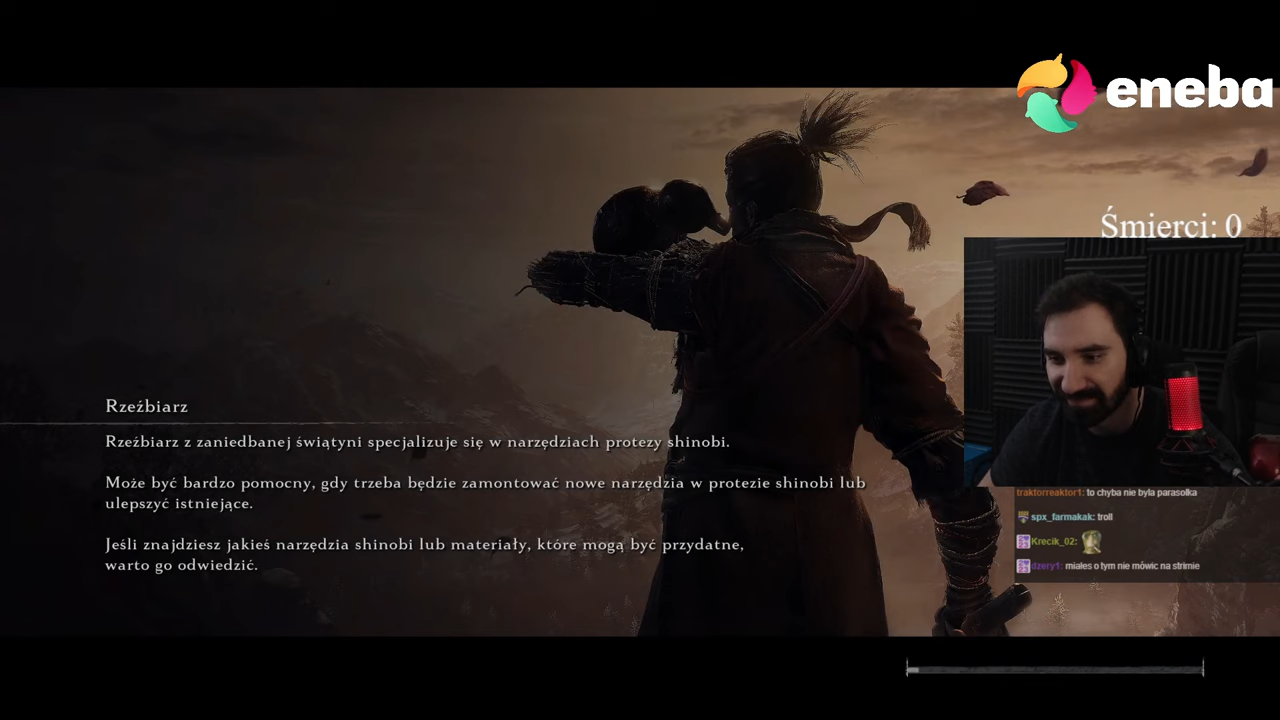 eneba
Śmierci: 0
Rzeźbiarz
Rzeźbiarz z zaniedbanej świątyni specjalizuje się w narzędziach protezy shinobi.
Może być bardzo pomocny, gdy trzeba będzie zamontować nowe narzędzia w protezie shinobi lub
ulepszyć istniejące.
Jeśli znajdziesz jakieś narzędzia shinobi lub materiały, które mogą być przydatne,
warto go odwiedzić.
traktorreaktor1: to chyba nie byla parasolka
spx_farmakak: troll
Krecik_02:
dzery1: miałes o tym nie mówic na strimie